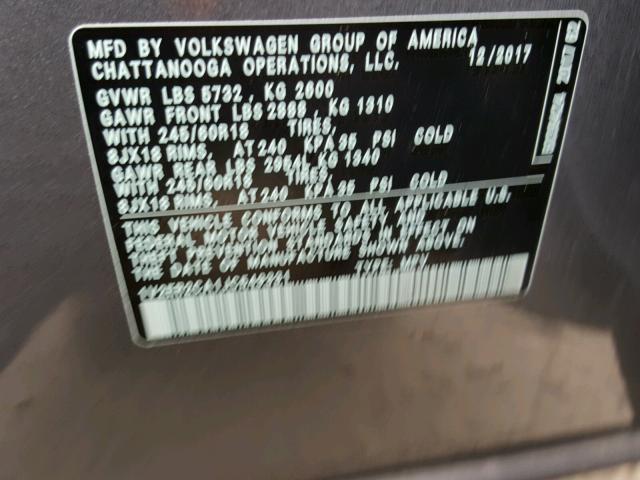 MFD BY VOLKSWAGEN GROUP OF AMERICA
CHATTANOOGA OPERATIONS, LLC. 12/2017
GVWR LBS 5732, KG 2600
GAWR FRONT LBS 2888, KG 1310
WITH 245/60R18 TIRES,
8JX18 RIMS, AT 240 KPA 35 PSI COLD
GAWR REAR LBS 2954, KG 1340
WITH 245/60R18 TIRES
8JX18 RIMS, AT 240 KPA 35 PSI COLD
THIS VEHICLE CONFORMS TO ALL APPLICABLE U.S.
FEDERAL MOTOR VEHICLE SAFETY AND
THEFT PREVENTION STANDARDS IN EFFECT ON
THE DATE OF MANUFACTURE SHOWN ABOVE.
TYPE: MPV